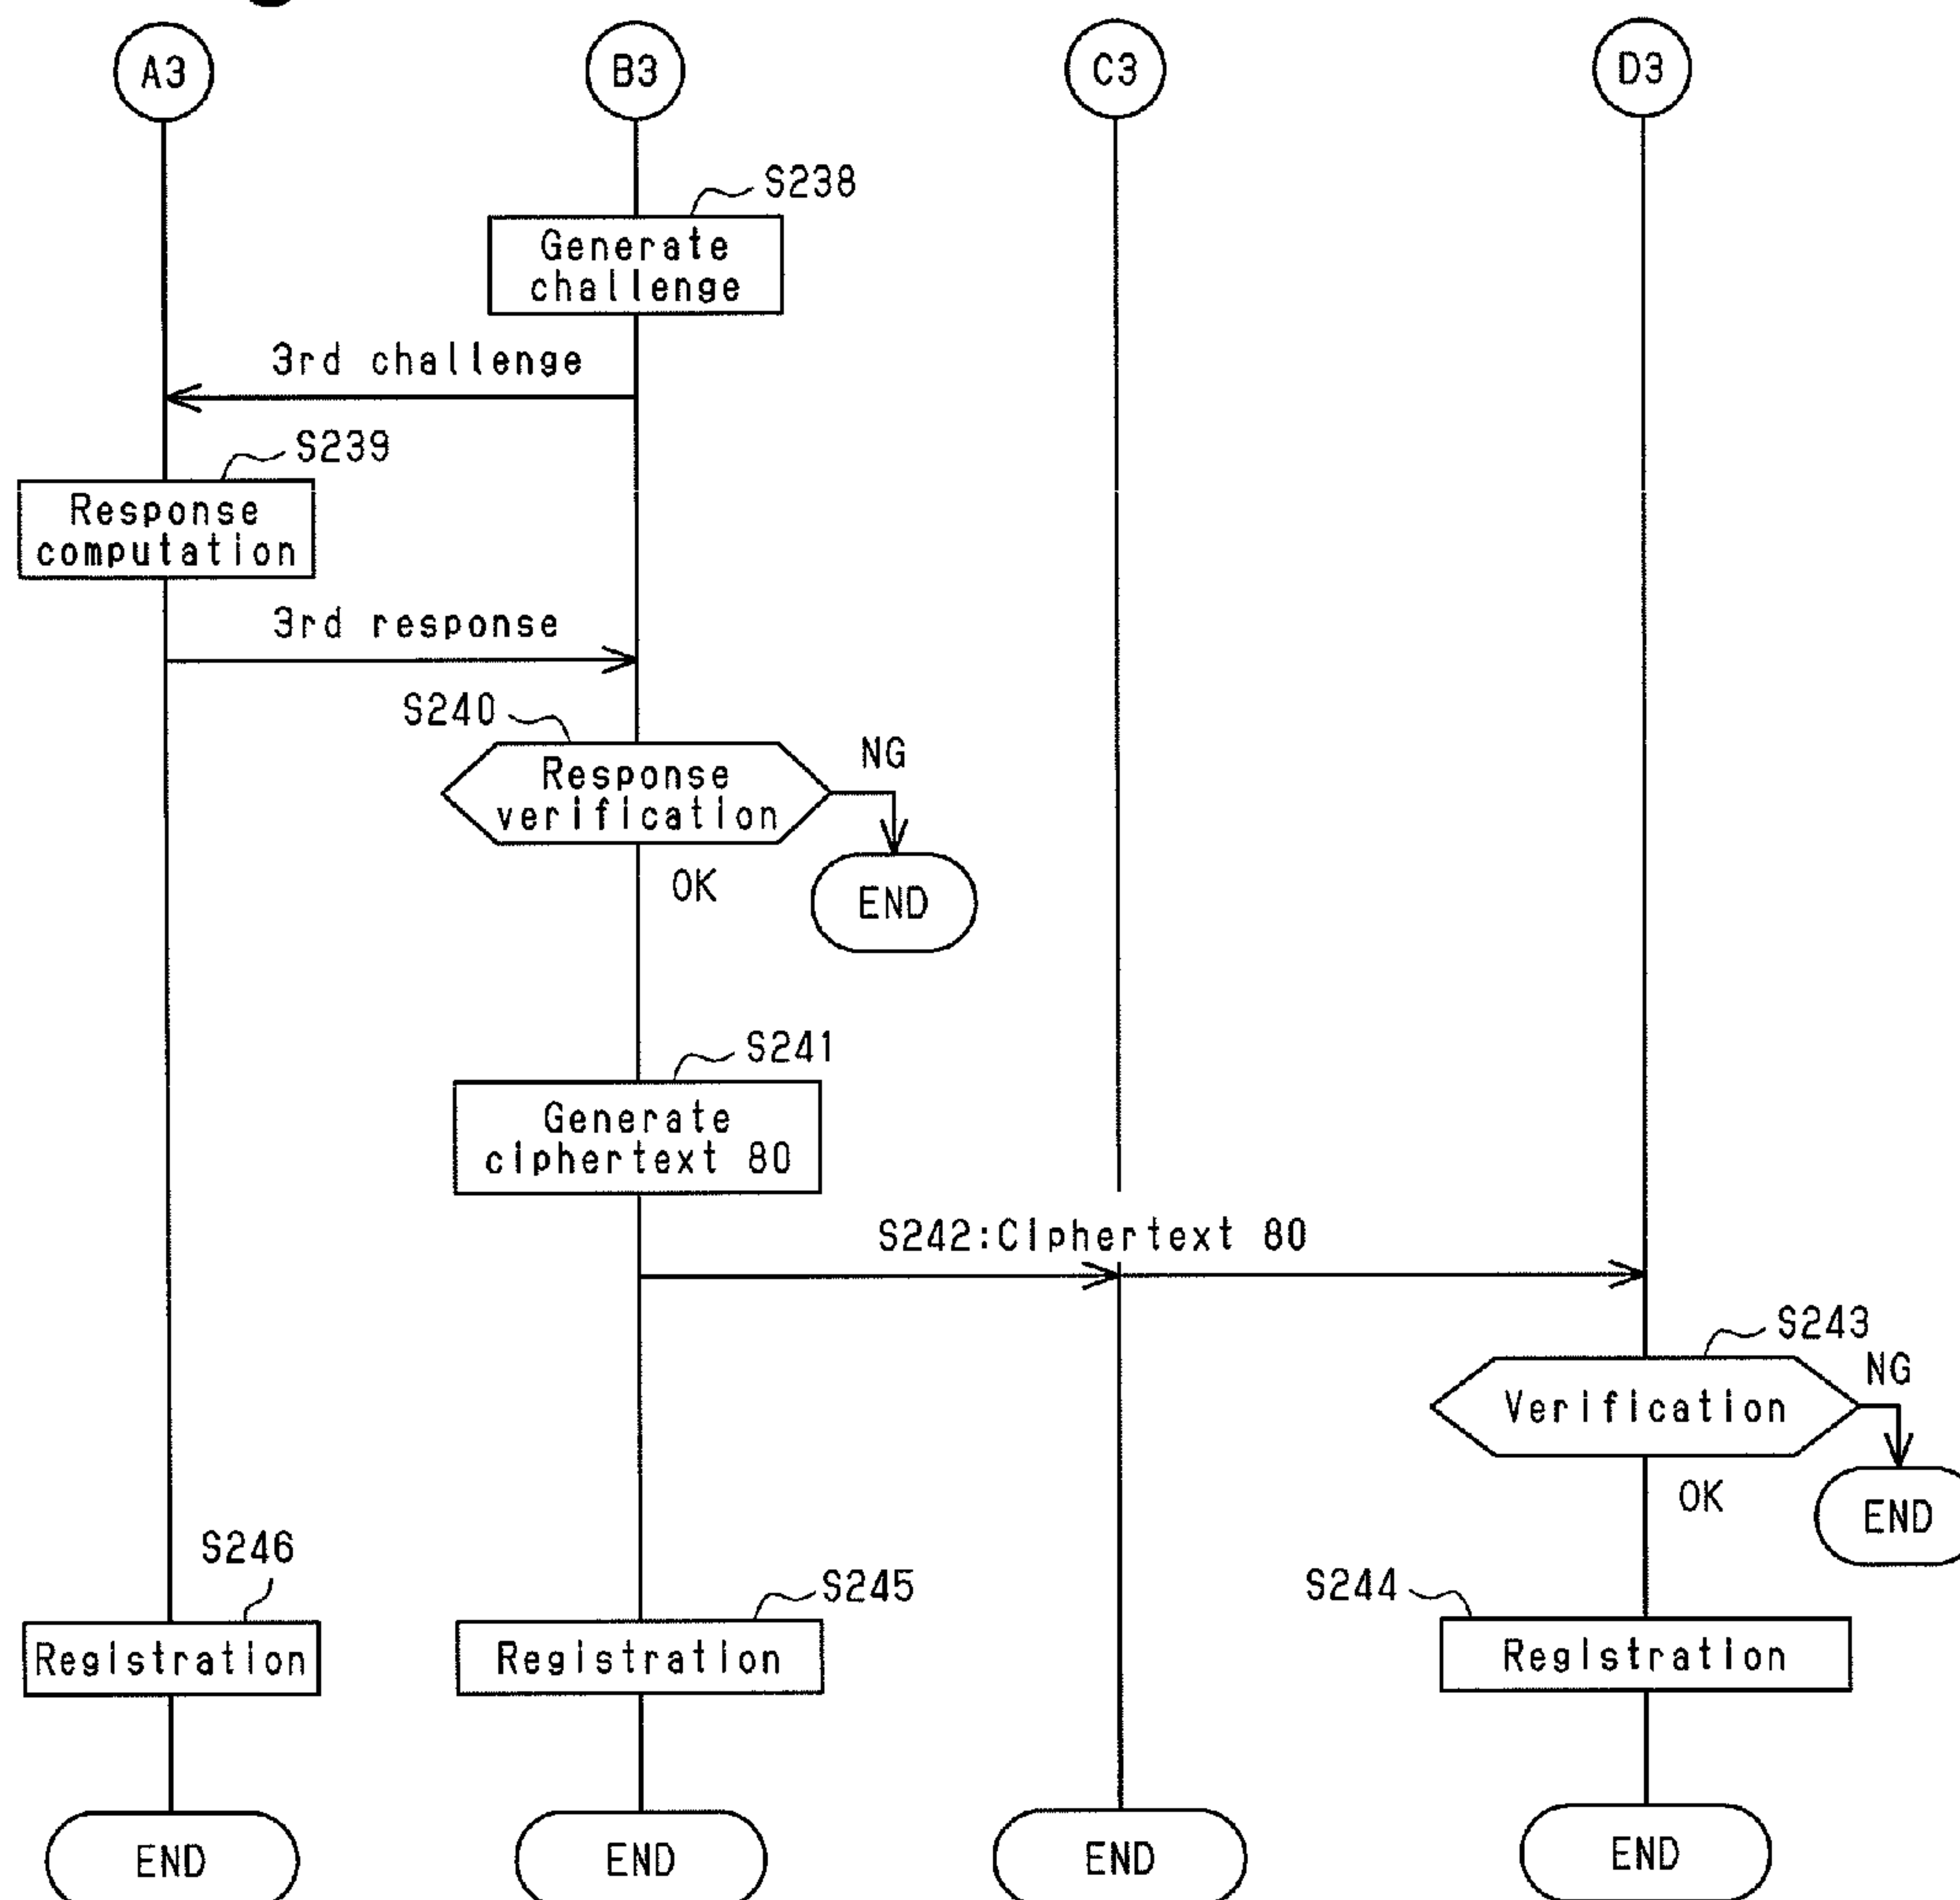 A3
B3
C3
D3
S238
Generate
challenge
3rd challenge
S239
Response
computation
3rd response
S240
Response
verification
NG
END
OK
S241
Generate
ciphertext 80
S242:Ciphertext 80
S243
Verification
NG
END
OK
S246
Registration
S245
Registration
S244
Registration
END
END
END
END